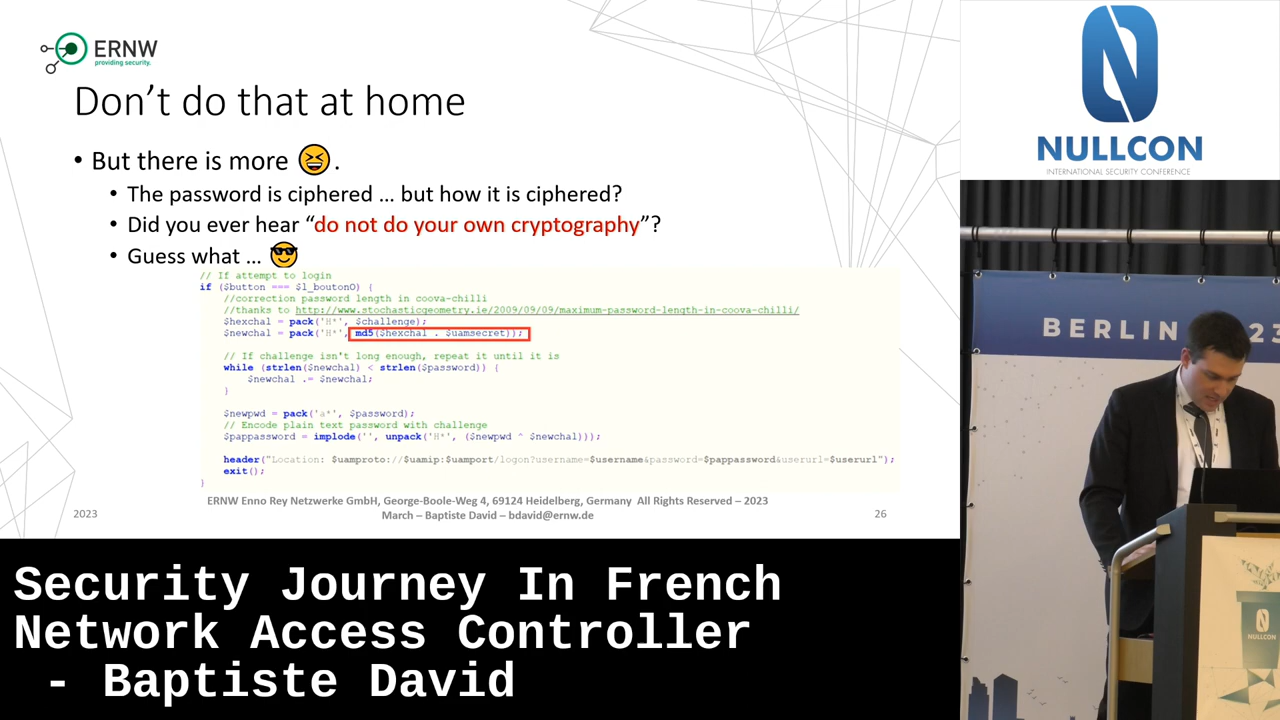 ERNW
providing security.
Don't do that at home
• But there is more 😆.
• The password is ciphered … but how it is ciphered?
• Did you ever hear “do not do your own cryptography”?
• Guess what … 😎
// If attempt to login
if ($button === $l_boutonO) {
//correction password length in coova-chilli
//thanks to http://www.stochasticgeometry.ie/2009/09/09/maximum-password-length-in-coova-chilli/
$hexchal = pack('H*', $challenge);
$newchal = pack('H*', md5($hexchal . $uamsecret));
// If challenge isn't long enough, repeat it until it is
while (strlen($newchal) < strlen($password)) {
$newchal .= $newchal;
}
$newpwd = pack('a*', $password);
// Encode plain text password with challenge
$pappassword = implode('', unpack('H*', ($newpwd ^ $newchal)));
header("Location: $uamproto://$uamip:$uamport/logon?username=$username&password=$pappassword&userurl=$userurl");
exit();
}
ERNW Enno Rey Netzwerke GmbH, George-Boole-Weg 4, 69124 Heidelberg, Germany All Rights Reserved – 2023
March – Baptiste David – bdavid@ernw.de
2023
26
NULLCON
INTERNATIONAL SECURITY CONFERENCE
BERLIN 23
NULLCON
Security Journey In French
Network Access Controller
- Baptiste David